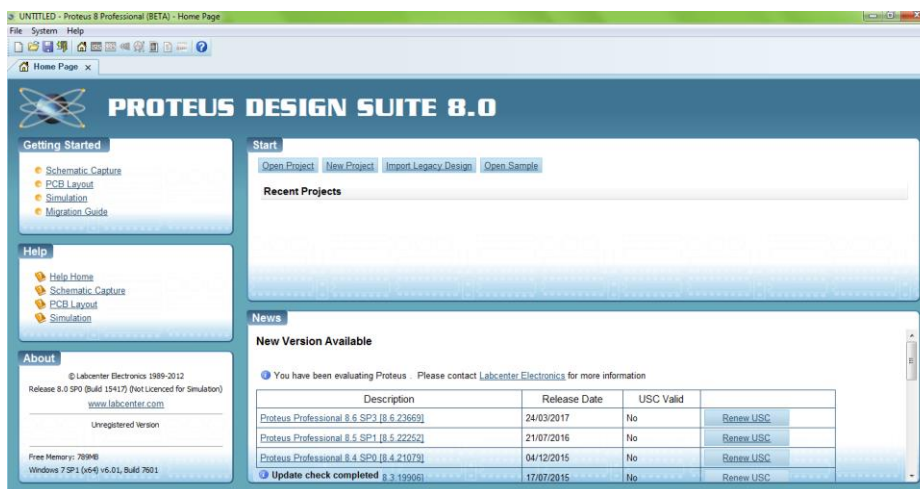 UNTITLED - Proteus 8 Professional (BETA) - Home Page
File System Help
Home Page x
PROTEUS DESIGN SUITE 8.0
Getting Started
Schematic Capture
PCB Layout
Simulation
Migration Guide
Help
Help Home
Schematic Capture
PCB Layout
Simulation
About
© Labcenter Electronics 1989-2012
Release 8.0 SP0 (Build 15417) (Not Licenced for Simulation)
www.labcenter.com
Unregistered Version
Free Memory: 789MB
Windows 7 SP1 (x64) v6.01, Build 7601
Start
Open Project New Project Import Legacy Design Open Sample
Recent Projects
News
New Version Available
You have been evaluating Proteus . Please contact Labcenter Electronics for more information
Description Release Date USC Valid
Proteus Professional 8.6 SP3 [8.6.23669] 24/03/2017 No Renew USC
Proteus Professional 8.5 SP1 [8.5.22252] 21/07/2016 No Renew USC
Proteus Professional 8.4 SP0 [8.4.21079] 04/12/2015 No Renew USC
Update check completed 8.3.19906] 17/07/2015 No Renew USC